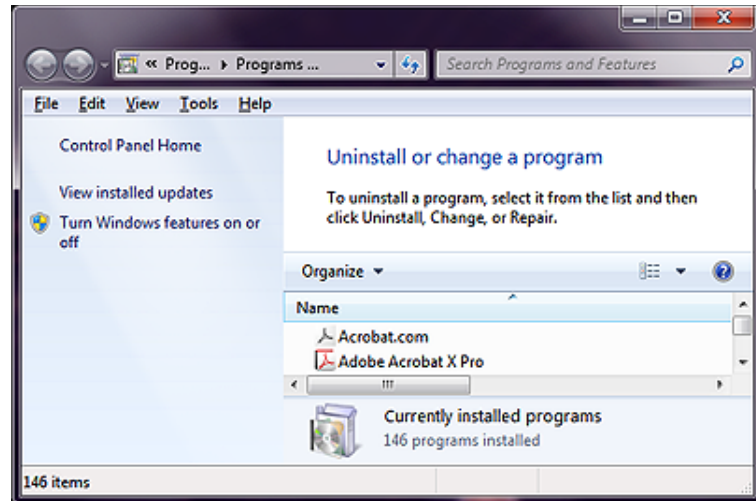 « Prog... ▸ Programs ...
Search Programs and Features
File Edit View Tools Help
Control Panel Home
View installed updates
Turn Windows features on or
off
Uninstall or change a program
To uninstall a program, select it from the list and then
click Uninstall, Change, or Repair.
Organize
Name
Acrobat.com
Adobe Acrobat X Pro
Currently installed programs
146 programs installed
146 items